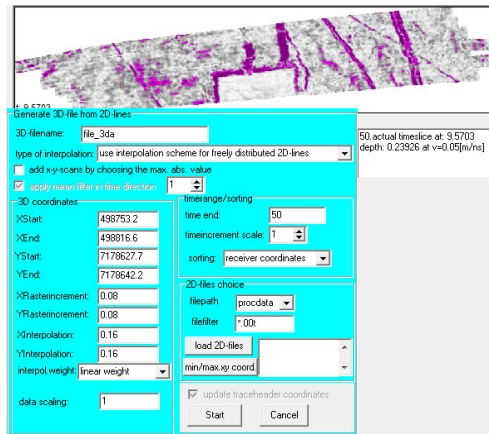 t: 9.5703
Generate 3D-file from 2D-lines
3D-filename: file_3da
type of interpolation: use interpolation scheme for freely distributed 2D-lines
add x-y-scans by choosing the max. abs. value
apply mean filter in time direction 1
3D coordinates
XStart: 498753.2
XEnd: 498816.6
YStart: 7178627.7
YEnd: 7178642.2
XRasterincrement: 0.08
YRasterincrement: 0.08
XInterpolation: 0.16
YInterpolation: 0.16
interpol.weight: linear weight
data scaling: 1
timerange/sorting
time end: 50
timeincrement scale: 1
sorting: receiver coordinates
2D-files choice
filepath procdata
filefilter *.00t
load 2D-files
min/max.xy coord.
update traceheader coordinates
Start Cancel
50.actual timeslice at: 9.5703
depth: 0.23926 at v=0.05[m/ns]